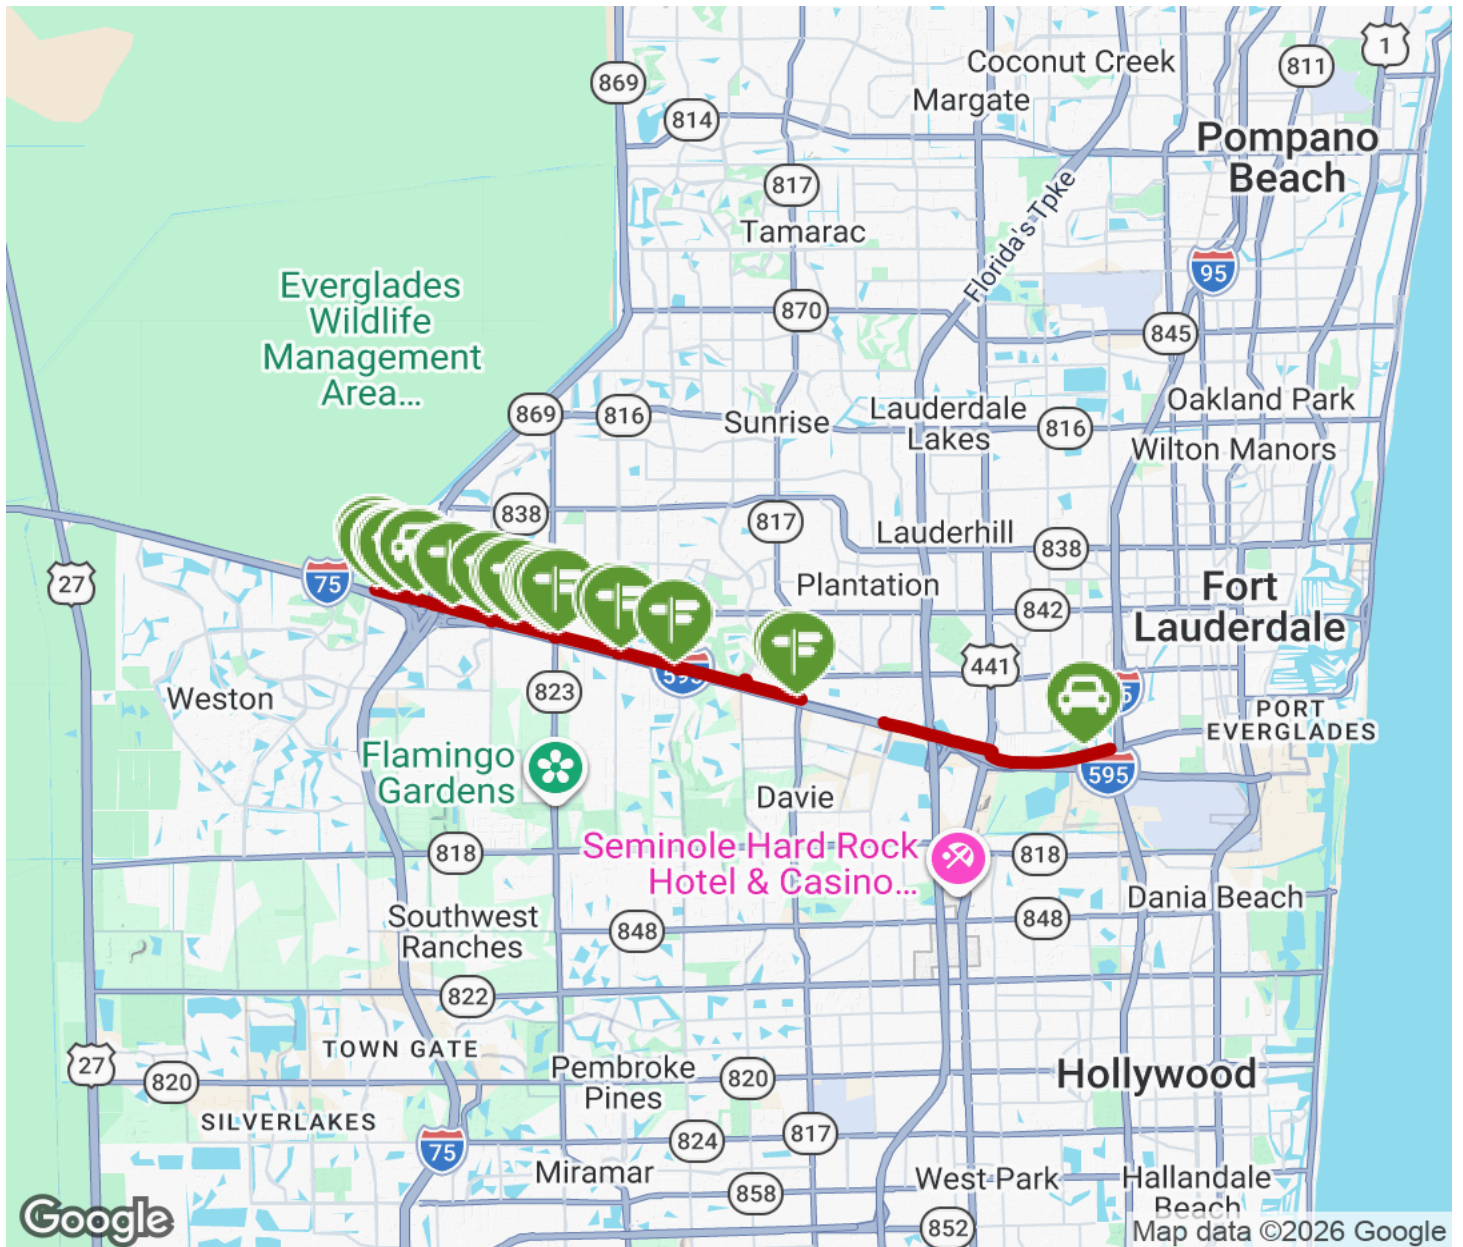 1
811
Coconut Creek
869
Margate
814
Pompano
Beach
817
Florida's Tpke
Tamarac
95
Everglades
Wildlife
Management
Area...
870
845
Oakland Park
869
816
Sunrise
Lauderdale
Lakes
816
Wilton Manors
838
817
Lauderhill
838
27
75
Plantation
Fort
Lauderdale
842
441
595
5
Weston
823
PORT
EVERGLADES
Flamingo
Gardens
595
Davie
818
Seminole Hard Rock
Hotel & Casino...
818
Dania Beach
Southwest
Ranches
848
848
822
TOWN GATE
27
820
Pembroke
Pines
820
Hollywood
SILVERLAKES
75
824
817
Miramar
858
West Park
Hallandale
Beach
852
Google
Map data ©2026 Google